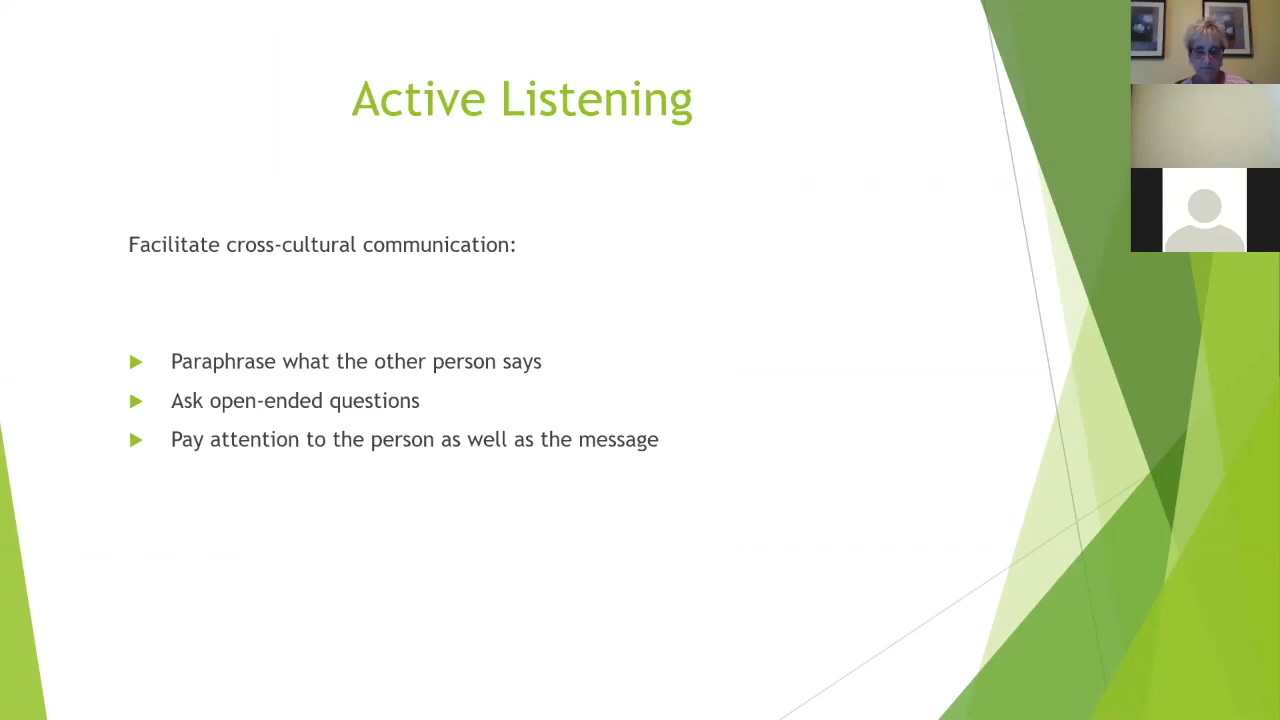 Active Listening
Facilitate cross-cultural communication:
Paraphrase what the other person says
Ask open-ended questions
Pay attention to the person as well as the message